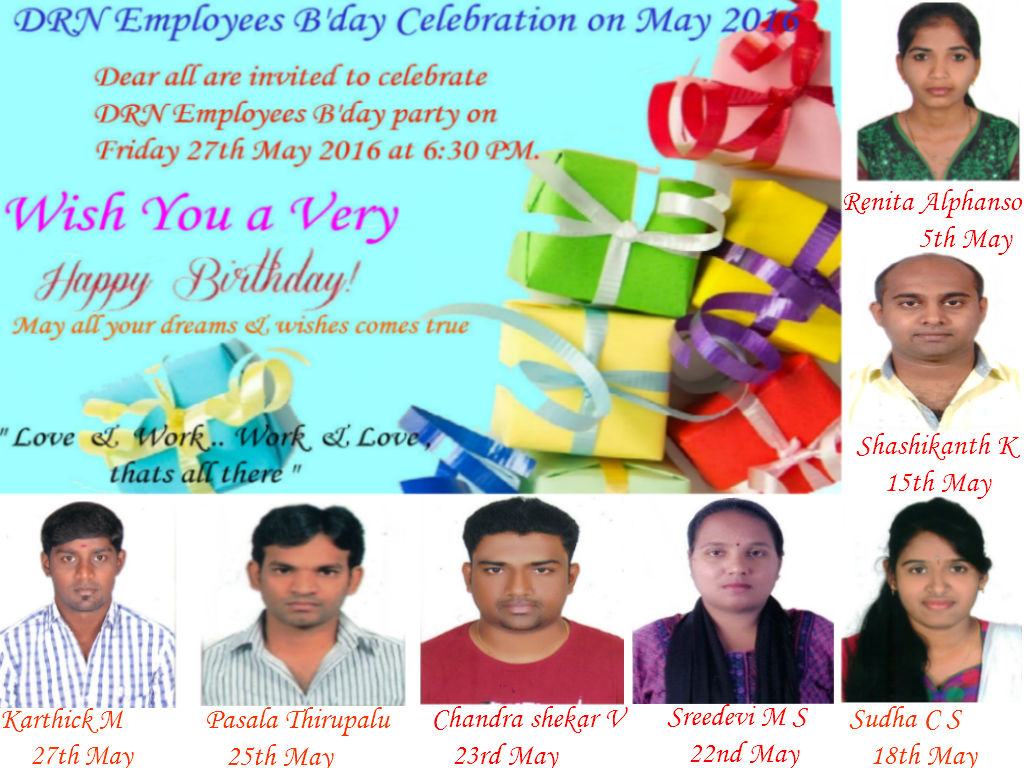 DRN Employees B'day Celebration on May 2016
Dear all are invited to celebrate
DRN Employees B'day party on
Friday 27th May 2016 at 6:30 PM.
Wish You a Very
Happy Birthday!
May all your dreams & wishes comes true
" Love & Work .. Work & Love ,
thats all there "
Renita Alphanso
5th May
Shashikanth K
15th May
Karthick M
27th May
Pasala Thirupalu
25th May
Chandra shekar V
23rd May
Sreedevi M S
22nd May
Sudha C S
18th May